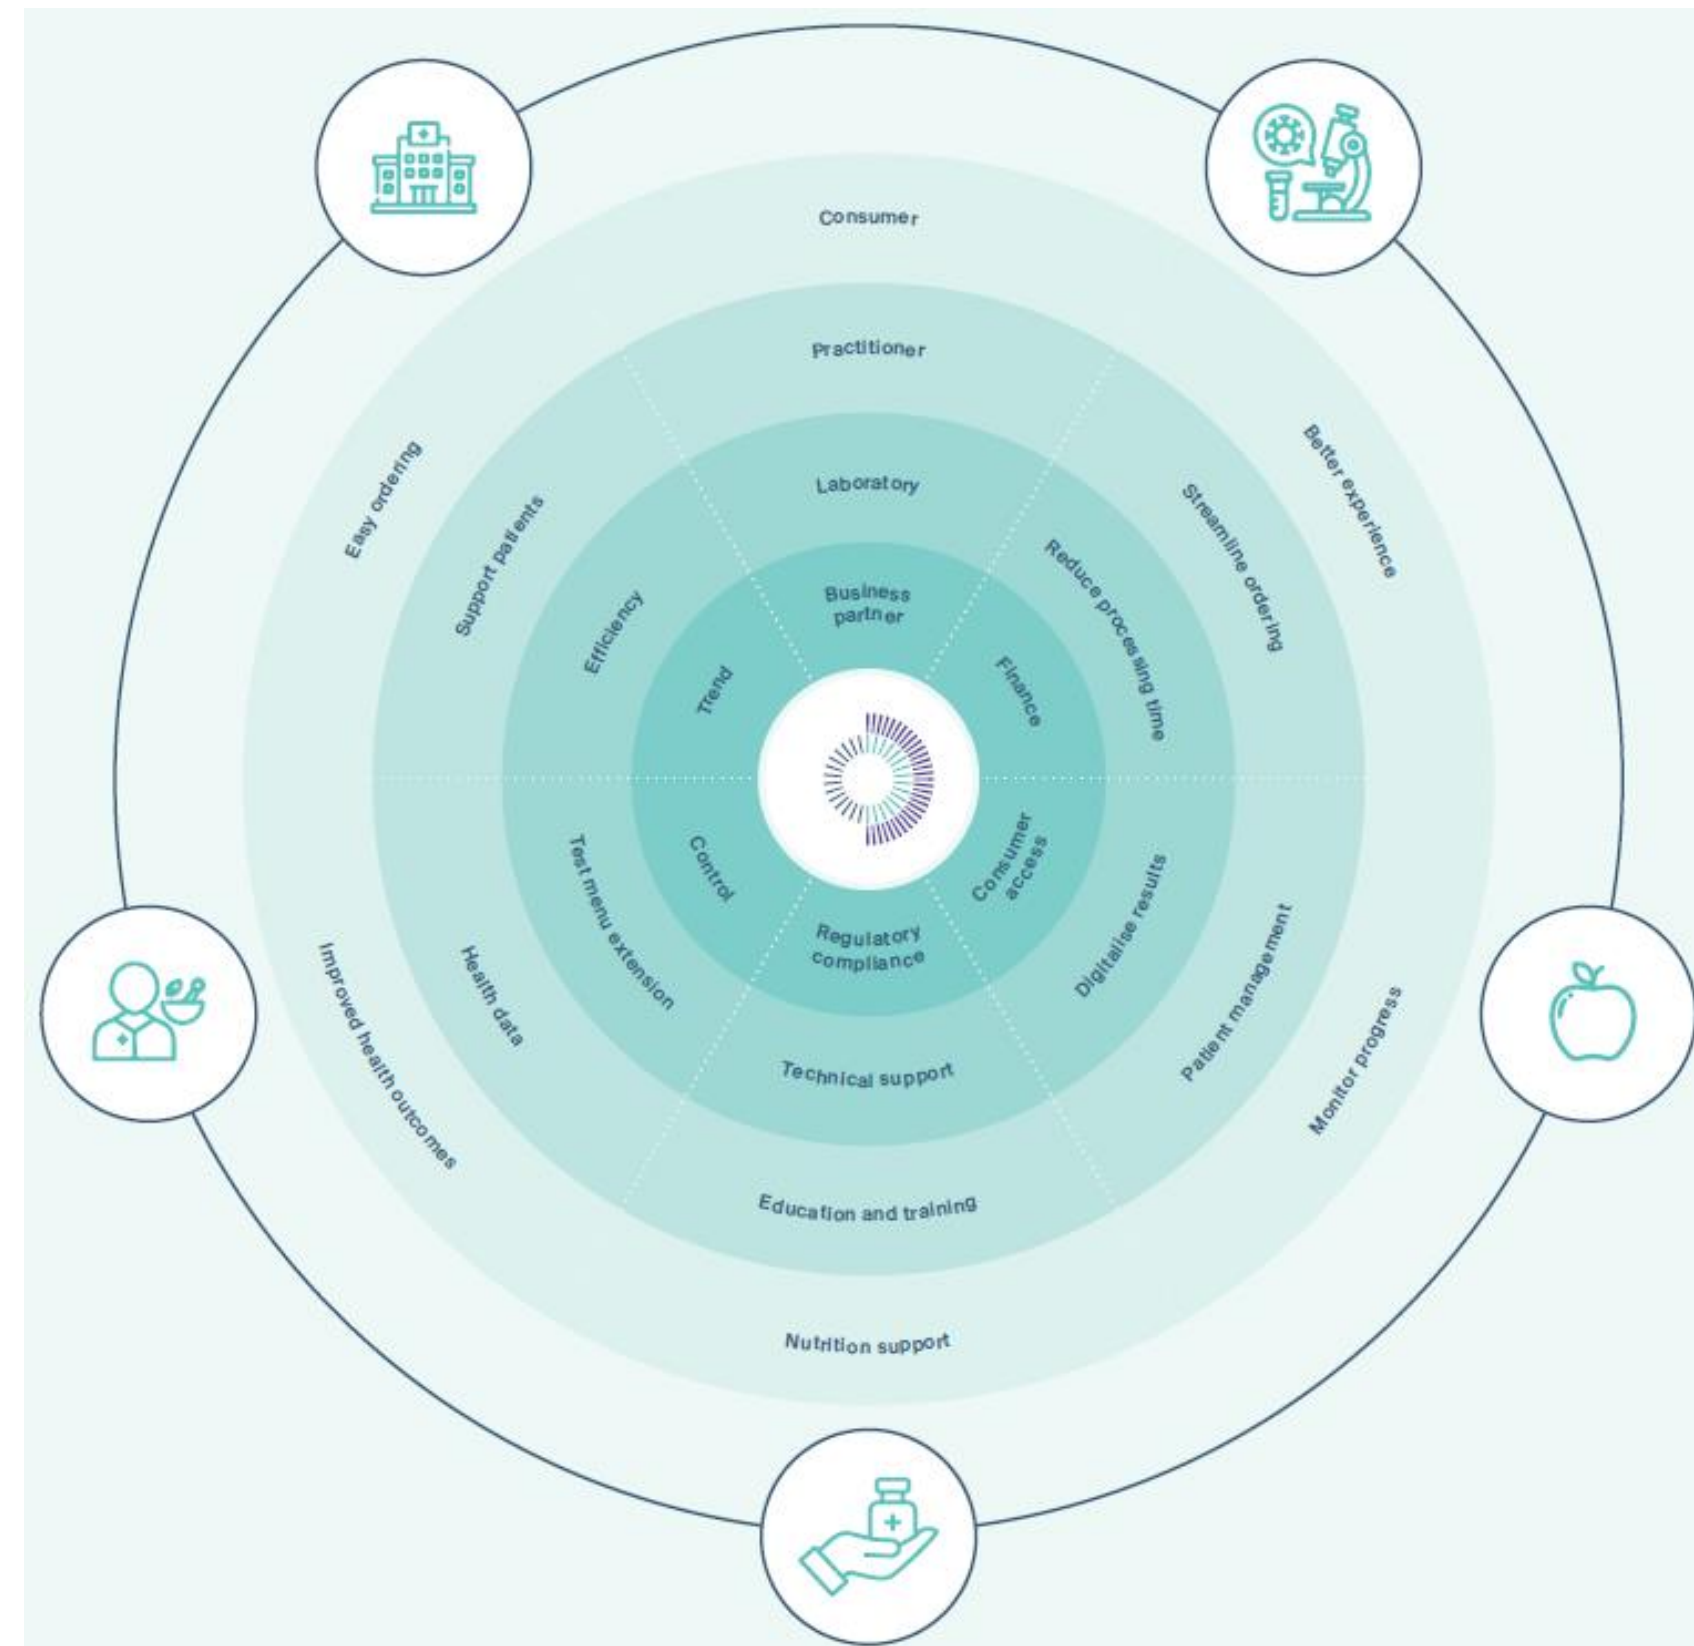 Consumer
Better experience
Monitor progress
Nutrition support
Improved health outcomes
Easy ordering
Practitioner
Streamline ordering
Patient management
Education and training
Health data
Support patients
Laboratory
Reduce processing time
Digitalise results
Technical support
Test menu extension
Efficiency
Business
partner
Finance
Consumer
access
Regulatory
compliance
Control
Trend